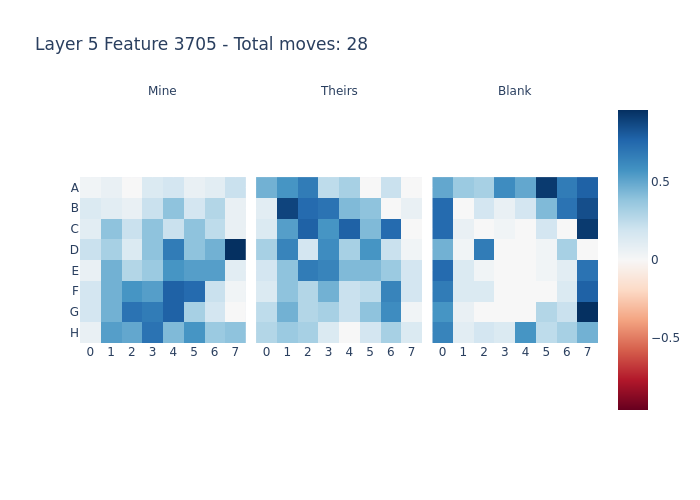 Layer 5 Feature 3705 - Total moves: 28
Mine Theirs Blank
A
B
C
D
E
F
G
H
0 1 2 3 4 5 6 7 0 1 2 3 4 5 6 7 0 1 2 3 4 5 6 7
0.5
0
−0.5